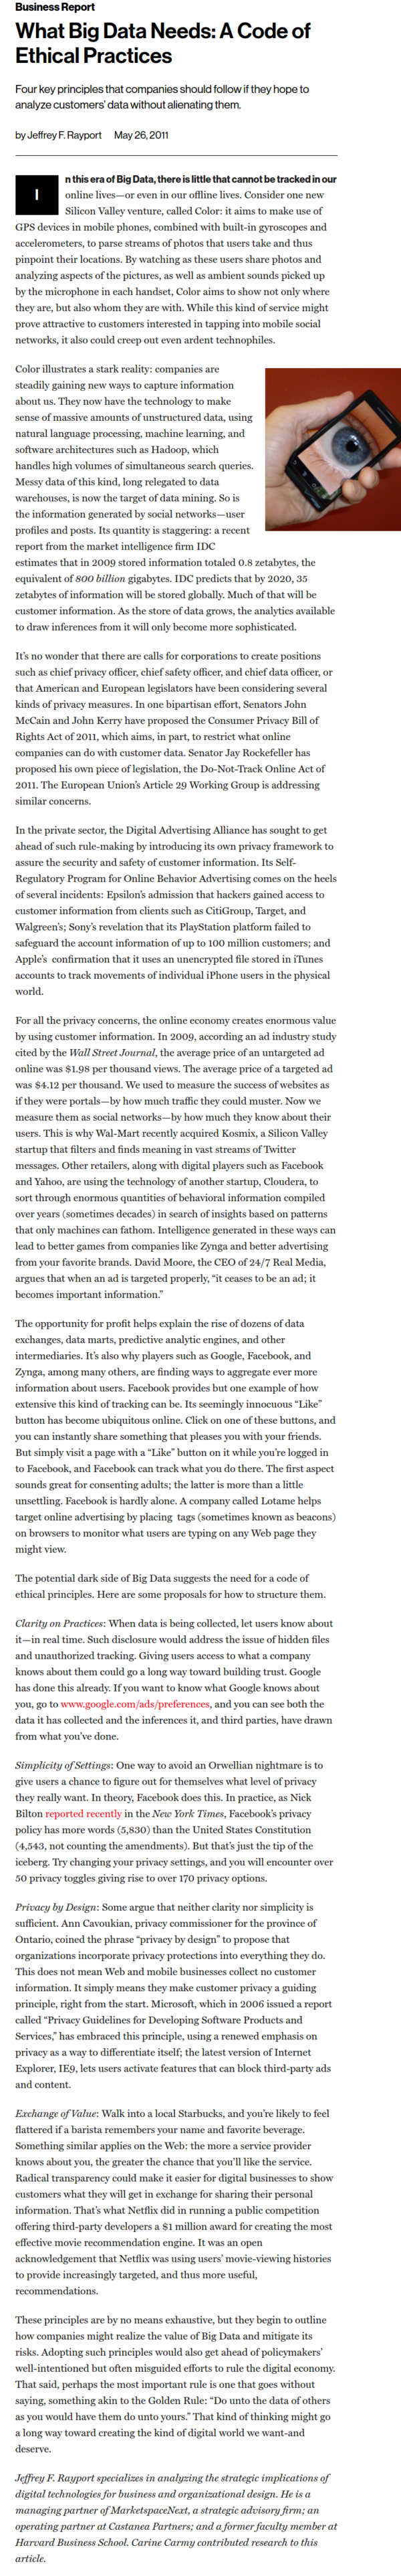 Business Report
What Big Data Needs: A Code of
Ethical Practices
Four key principles that companies should follow if they hope to
analyze customers' data without alienating them.
by Jeffrey F. Rayport May 26, 2011
In this era of Big Data, there is little that cannot be tracked in our
online lives—or even in our offline lives. Consider one new
Silicon Valley venture, called Color: it aims to make use of
GPS devices in mobile phones, combined with built-in gyroscopes and
accelerometers, to parse streams of photos that users take and thus
pinpoint their locations. By watching as these users share photos and
analyzing aspects of the pictures, as well as ambient sounds picked up
by the microphone in each handset, Color aims to show not only where
they are, but also whom they are with. While this kind of service might
prove attractive to customers interested in tapping into mobile social
networks, it also could creep out even ardent technophiles.
Color illustrates a stark reality: companies are
steadily gaining new ways to capture information
about us. They now have the technology to make
sense of massive amounts of unstructured data, using
natural language processing, machine learning, and
software architectures such as Hadoop, which
handles high volumes of simultaneous search queries.
Messy data of this kind, long relegated to data
warehouses, is now the target of data mining. So is
the information generated by social networks—user
profiles and posts. Its quantity is staggering: a recent
report from the market intelligence firm IDC
estimates that in 2009 stored information totaled 0.8 zetabytes, the
equivalent of 800 billion gigabytes. IDC predicts that by 2020, 35
zetabytes of information will be stored globally. Much of that will be
customer information. As the store of data grows, the analytics available
to draw inferences from it will only become more sophisticated.
It's no wonder that there are calls for corporations to create positions
such as chief privacy officer, chief safety officer, and chief data officer, or
that American and European legislators have been considering several
kinds of privacy measures. In one bipartisan effort, Senators John
McCain and John Kerry have proposed the Consumer Privacy Bill of
Rights Act of 2011, which aims, in part, to restrict what online
companies can do with customer data. Senator Jay Rockefeller has
proposed his own piece of legislation, the Do-Not-Track Online Act of
2011. The European Union's Article 29 Working Group is addressing
similar concerns.
In the private sector, the Digital Advertising Alliance has sought to get
ahead of such rule-making by introducing its own privacy framework to
assure the security and safety of customer information. Its Self-
Regulatory Program for Online Behavior Advertising comes on the heels
of several incidents: Epsilon's admission that hackers gained access to
customer information from clients such as CitiGroup, Target, and
Walgreen's; Sony's revelation that its PlayStation platform failed to
safeguard the account information of up to 100 million customers; and
Apple's confirmation that it uses an unencrypted file stored in iTunes
accounts to track movements of individual iPhone users in the physical
world.
For all the privacy concerns, the online economy creates enormous value
by using customer information. In 2009, according an ad industry study
cited by the Wall Street Journal, the average price of an untargeted ad
online was $1.98 per thousand views. The average price of a targeted ad
was $4.12 per thousand. We used to measure the success of websites as
if they were portals—by how much traffic they could muster. Now we
measure them as social networks—by how much they know about their
users. This is why Wal-Mart recently acquired Kosmix, a Silicon Valley
startup that filters and finds meaning in vast streams of Twitter
messages. Other retailers, along with digital players such as Facebook
and Yahoo, are using the technology of another startup, Cloudera, to
sort through enormous quantities of behavioral information compiled
over years (sometimes decades) in search of insights based on patterns
that only machines can fathom. Intelligence generated in these ways can
lead to better games from companies like Zynga and better advertising
from your favorite brands. David Moore, the CEO of 24/7 Real Media,
argues that when an ad is targeted properly, "it ceases to be an ad; it
becomes important information."
The opportunity for profit helps explain the rise of dozens of data
exchanges, data marts, predictive analytic engines, and other
intermediaries. It's also why players such as Google, Facebook, and
Zynga, among many others, are finding ways to aggregate ever more
information about users. Facebook provides but one example of how
extensive this kind of tracking can be. Its seemingly innocuous "Like"
button has become ubiquitous online. Click on one of these buttons, and
you can instantly share something that pleases you with your friends.
But simply visit a page with a "Like" button on it while you're logged in
to Facebook, and Facebook can track what you do there. The first aspect
sounds great for consenting adults; the latter is more than a little
unsettling. Facebook is hardly alone. A company called Lotame helps
target online advertising by placing tags (sometimes known as beacons)
on browsers to monitor what users are typing on any Web page they
might view.
The potential dark side of Big Data suggests the need for a code of
ethical principles. Here are some proposals for how to structure them.
Clarity on Practices: When data is being collected, let users know about
it—in real time. Such disclosure would address the issue of hidden files
and unauthorized tracking. Giving users access to what a company
knows about them could go a long way toward building trust. Google
has done this already. If you want to know what Google knows about
you, go to www.google.com/ads/preferences, and you can see both the
data it has collected and the inferences it, and third parties, have drawn
from what you've done.
Simplicity of Settings: One way to avoid an Orwellian nightmare is to
give users a chance to figure out for themselves what level of privacy
they really want. In theory, Facebook does this. In practice, as Nick
Bilton reported recently in the New York Times, Facebook's privacy
policy has more words (5,830) than the United States Constitution
(4,543, not counting the amendments). But that's just the tip of the
iceberg. Try changing your privacy settings, and you will encounter over
50 privacy toggles giving rise to over 170 privacy options.
Privacy by Design: Some argue that neither clarity nor simplicity is
sufficient. Ann Cavoukian, privacy commissioner for the province of
Ontario, coined the phrase "privacy by design" to propose that
organizations incorporate privacy protections into everything they do.
This does not mean Web and mobile businesses collect no customer
information. It simply means they make customer privacy a guiding
principle, right from the start. Microsoft, which in 2006 issued a report
called "Privacy Guidelines for Developing Software Products and
Services," has embraced this principle, using a renewed emphasis on
privacy as a way to differentiate itself; the latest version of Internet
Explorer, IE9, lets users activate features that can block third-party ads
and content.
Exchange of Value: Walk into a local Starbucks, and you're likely to feel
flattered if a barista remembers your name and favorite beverage.
Something similar applies on the Web: the more a service provider
knows about you, the greater the chance that you'll like the service.
Radical transparency could make it easier for digital businesses to show
customers what they will get in exchange for sharing their personal
information. That's what Netflix did in running a public competition
offering third-party developers a $1 million award for creating the most
effective movie recommendation engine. It was an open
acknowledgement that Netflix was using users' movie-viewing histories
to provide increasingly targeted, and thus more useful,
recommendations.
These principles are by no means exhaustive, but they begin to outline
how companies might realize the value of Big Data and mitigate its
risks. Adopting such principles would also get ahead of policymakers'
well-intentioned but often misguided efforts to rule the digital economy.
That said, perhaps the most important rule is one that goes without
saying, something akin to the Golden Rule: "Do unto the data of others
as you would have them do unto yours." That kind of thinking might go
a long way toward creating the kind of digital world we want-and
deserve.
Jeffrey F. Rayport specializes in analyzing the strategic implications of
digital technologies for business and organizational design. He is a
managing partner of MarketspaceNext, a strategic advisory firm; an
operating partner at Castanea Partners; and a former faculty member at
Harvard Business School. Carine Carmy contributed research to this
article.